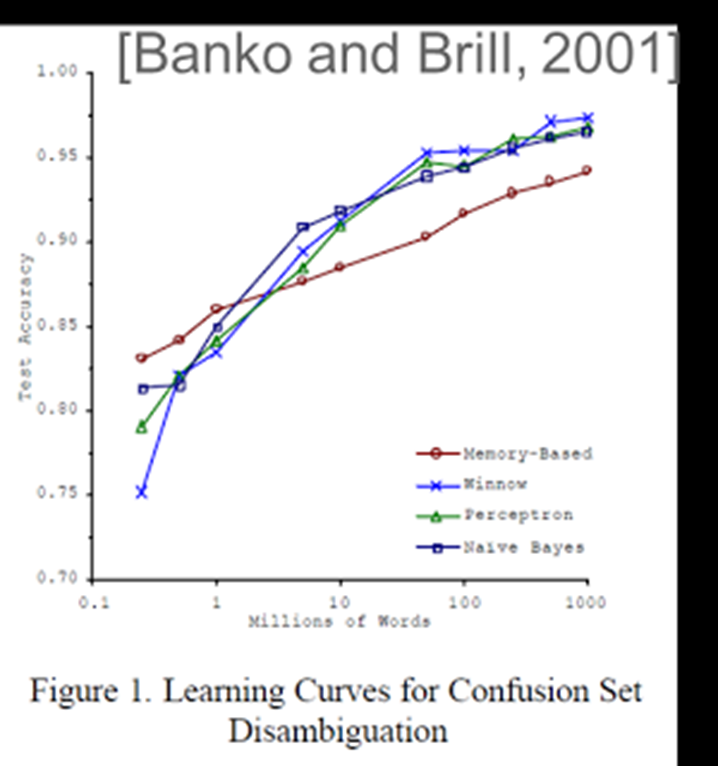 [Banko and Brill, 2001]
1.00
0.95
0.90
0.85
0.80
0.75
0.70
Test Accuracy
Memory-Based
Winnow
Perceptron
Naïve Bayes
0.1 1 10 100 1000
Millions of Words
Figure 1. Learning Curves for Confusion Set
Disambiguation